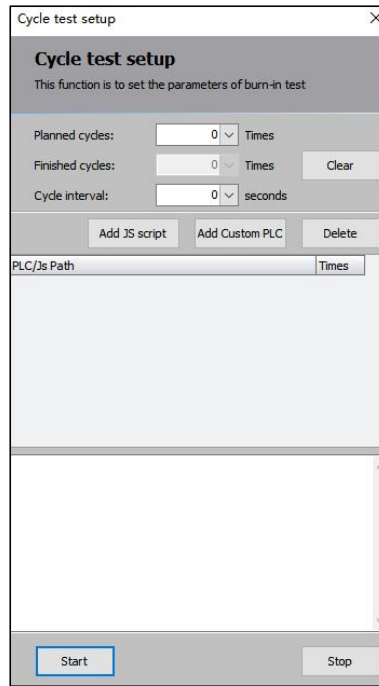 Cycle test setup
Cycle test setup
This function is to set the parameters of burn-in test
Planned cycles: 0 Times
Finished cycles: 0 Times Clear
Cycle interval: 0 seconds
Add JS script Add Custom PLC Delete
PLC/Js Path Times
Start Stop